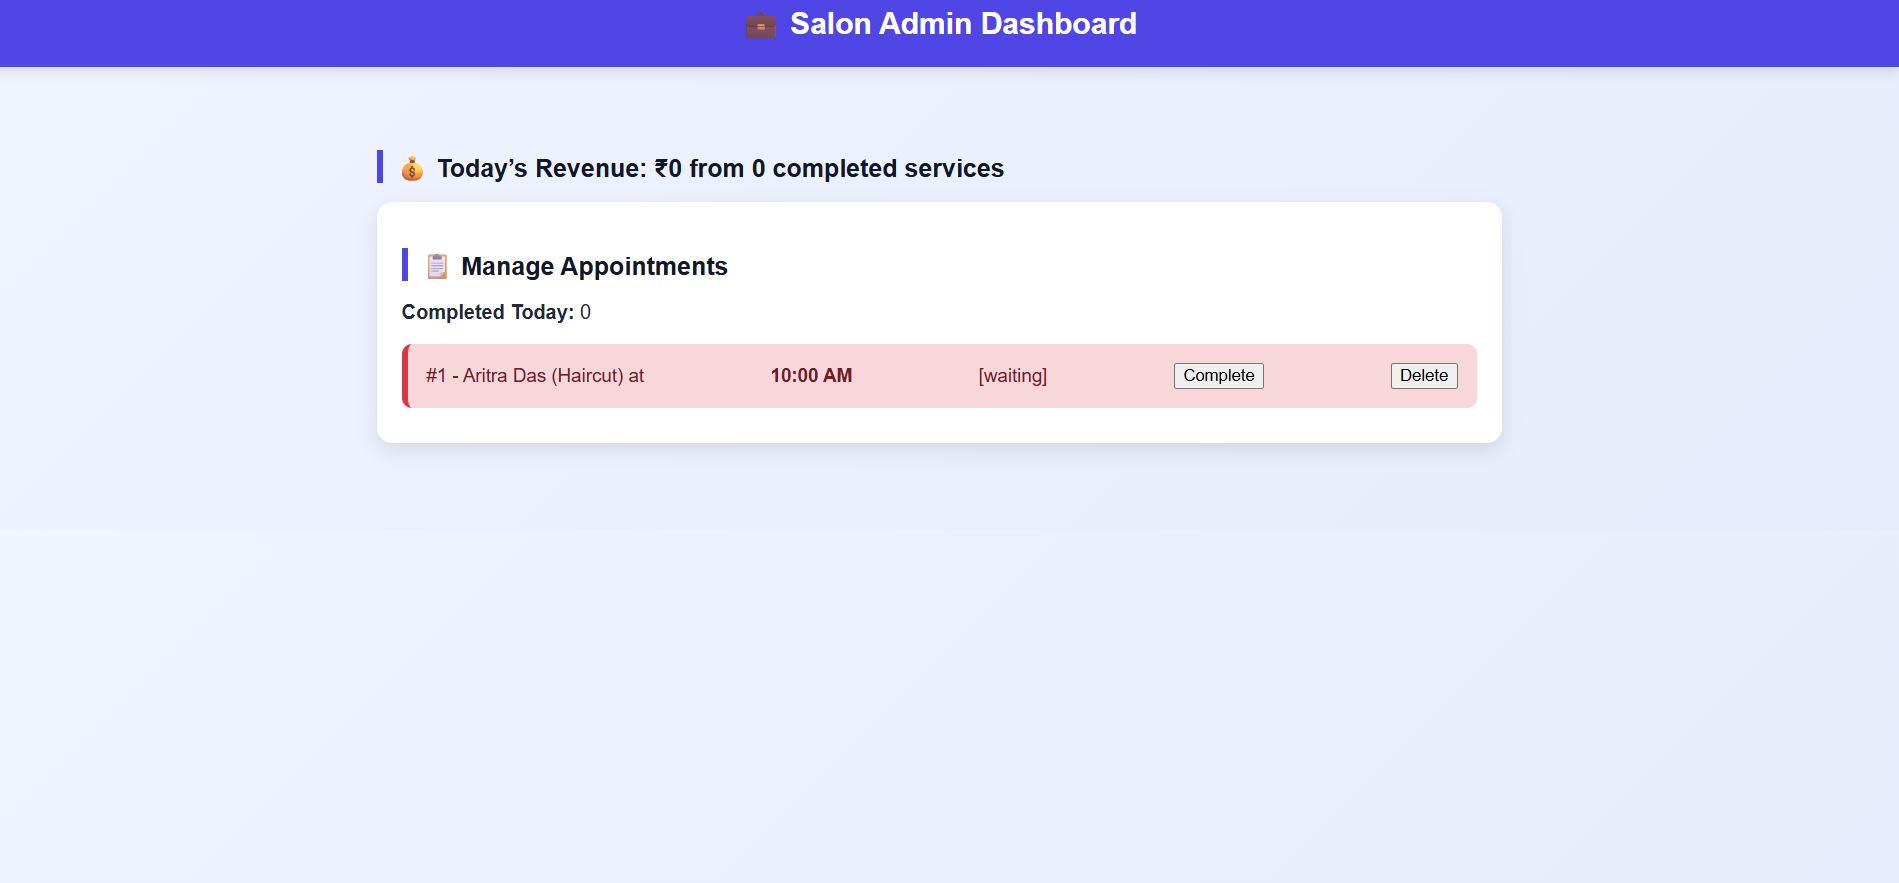 💼 Salon Admin Dashboard
💰 Today’s Revenue: ₹0 from 0 completed services
📋 Manage Appointments
Completed Today: 0
#1 - Aritra Das (Haircut) at 10:00 AM [waiting] Complete Delete